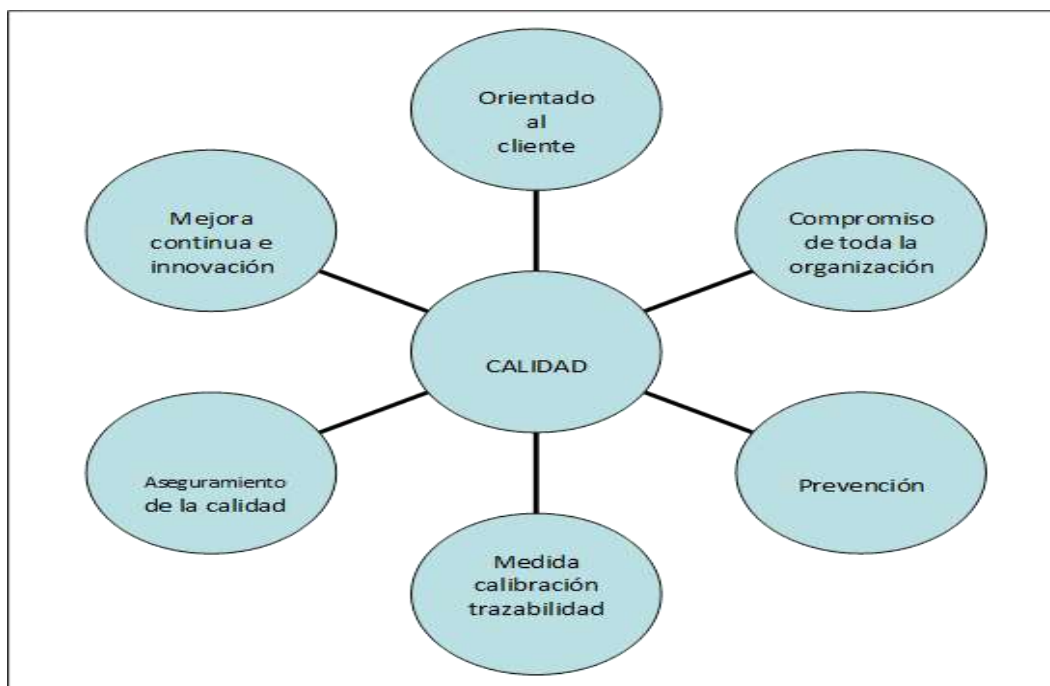 Orientado
al
cliente
Mejora
continua e
innovación
Compromiso
de toda la
organización
CALIDAD
Aseguramiento
de la calidad
Prevención
Medida
calibración
trazabilidad